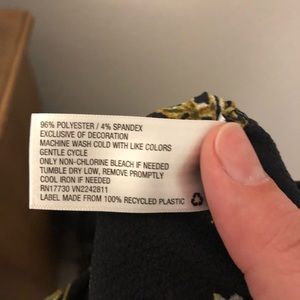 96% POLYESTER / 4% SPANDEX
EXCLUSIVE OF DECORATION
MACHINE WASH COLD WITH LIKE COLORS
GENTLE CYCLE
ONLY NON-CHLORINE BLEACH IF NEEDED
TUMBLE DRY LOW, REMOVE PROMPTLY
COOL IRON IF NEEDED
RN17730 VN2242811
LABEL MADE FROM 100% RECYCLED PLASTIC